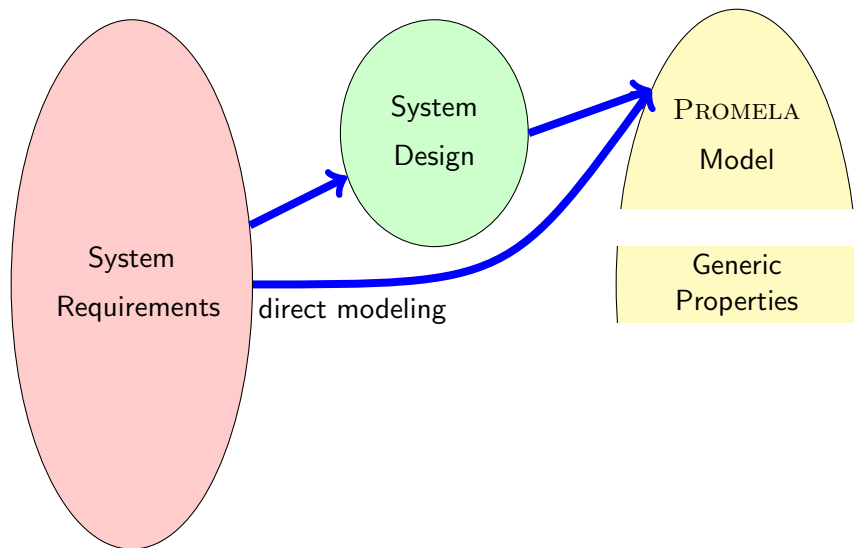 System
Requirements
System
Design
direct modeling
PROMELA
Model
Generic
Properties